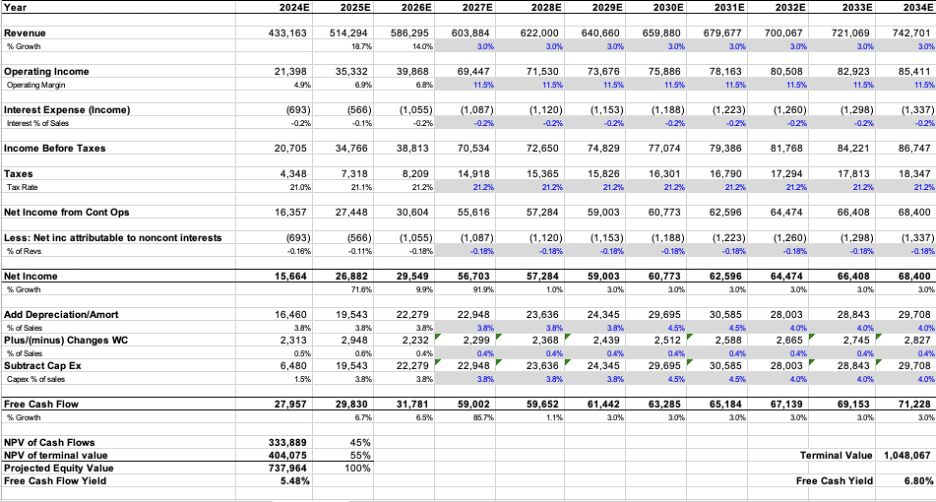 Year 2024E 2025E 2026E 2027E 2028E 2029E 2030E 2031E 2032E 2033E 2034E
Revenue 433,163 514,294 586,295 603,884 622,000 640,660 659,880 679,677 700,067 721,069 742,701
% Growth 18.7% 14.0% 3.0% 3.0% 3.0% 3.0% 3.0% 3.0% 3.0% 3.0%
Operating Income 21,398 35,332 39,868 69,447 71,530 73,676 75,886 78,163 80,508 82,923 85,411
Operating Margin 4.9% 6.9% 6.8% 11.5% 11.5% 11.5% 11.5% 11.5% 11.5% 11.5% 11.5%
Interest Expense (Income) (693) (566) (1,055) (1,087) (1,120) (1,153) (1,188) (1,223) (1,260) (1,298) (1,337)
Interest % of Sales -0.2% -0.1% -0.2% -0.2% -0.2% -0.2% -0.2% -0.2% -0.2% -0.2% -0.2%
Income Before Taxes 20,705 34,766 38,813 70,534 72,650 74,829 77,074 79,386 81,768 84,221 86,747
Taxes 4,348 7,318 8,209 14,918 15,365 15,826 16,301 16,790 17,294 17,813 18,347
Tax Rate 21.0% 21.1% 21.2% 21.2% 21.2% 21.2% 21.2% 21.2% 21.2% 21.2% 21.2%
Net Income from Cont Ops 16,357 27,448 30,604 55,616 57,284 59,003 60,773 62,596 64,474 66,408 68,400
Less: Net inc attributable to noncont interests (693) (566) (1,055) (1,087) (1,120) (1,153) (1,188) (1,223) (1,260) (1,298) (1,337)
% of Revs -0.16% -0.11% -0.18% -0.18% -0.18% -0.18% -0.18% -0.18% -0.18% -0.18% -0.18%
Net Income 15,664 26,882 29,549 56,703 57,284 59,003 60,773 62,596 64,474 66,408 68,400
% Growth 71.6% 9.9% 91.9% 1.0% 3.0% 3.0% 3.0% 3.0% 3.0% 3.0%
Add Depreciation/Amort 16,460 19,543 22,279 22,948 23,636 24,345 29,695 30,585 28,003 28,843 29,708
% of Sales 3.8% 3.8% 3.8% 3.8% 3.8% 3.8% 4.5% 4.5% 4.0% 4.0% 4.0%
Plus/(minus) Changes WC 2,313 2,948 2,232 2,299 2,368 2,439 2,512 2,588 2,665 2,745 2,827
% of Sales 0.5% 0.6% 0.4% 0.4% 0.4% 0.4% 0.4% 0.4% 0.4% 0.4% 0.4%
Subtract Cap Ex 6,480 19,543 22,279 22,948 23,636 24,345 29,695 30,585 28,003 28,843 29,708
Capex % of sales 1.5% 3.8% 3.8% 3.8% 3.8% 3.8% 4.5% 4.5% 4.0% 4.0% 4.0%
Free Cash Flow 27,957 29,830 31,781 59,002 59,652 61,442 63,285 65,184 67,139 69,153 71,228
% Growth 6.7% 6.5% 85.7% 1.1% 3.0% 3.0% 3.0% 3.0% 3.0% 3.0%
NPV of Cash Flows 333,889 45%
NPV of terminal value 404,075 55% Terminal Value 1,048,067
Projected Equity Value 737,964 100%
Free Cash Flow Yield 5.48% Free Cash Yield 6.80%